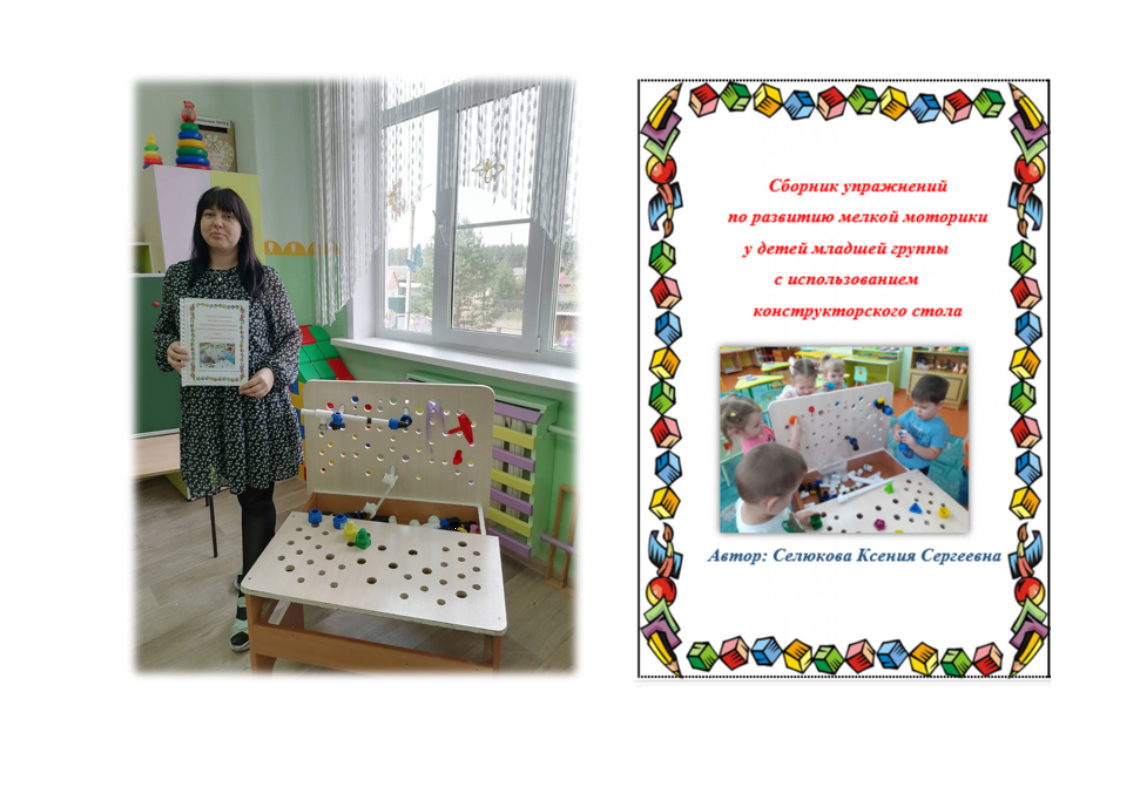 Сборник упражнений
по развитию мелкой моторики
у детей младшей группы
с использованием
конструкторского стола
Автор: Селюкова Ксения Сергеевна